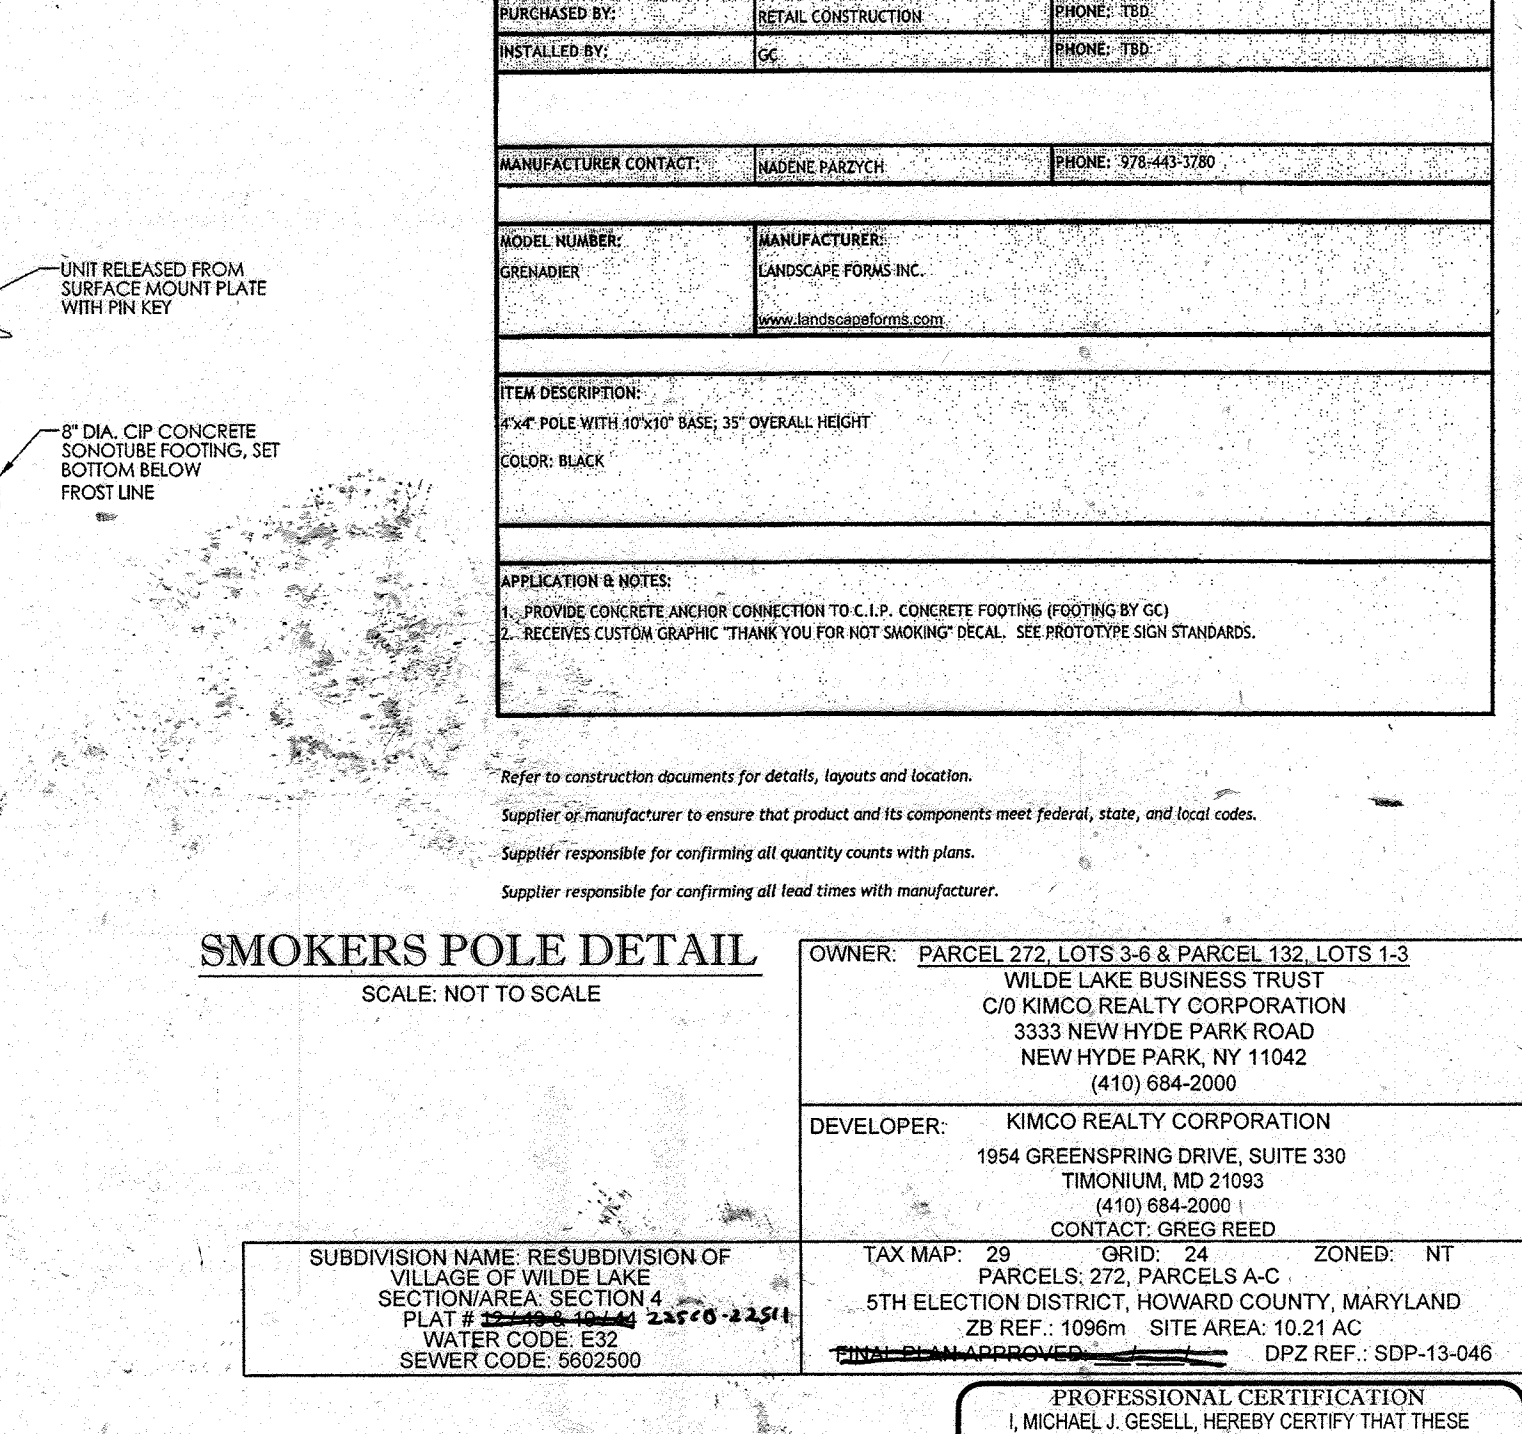 PURCHASED BY: RETAIL CONSTRUCTION PHONE: TBD
INSTALLED BY: GC PHONE: TBD
MANUFACTURER CONTACT: NADENE PARZYCH PHONE: 978-443-3780
MODEL NUMBER: MANUFACTURER:
GRENADIER LANDSCAPE FORMS INC.
www.landscapeforms.com
UNIT RELEASED FROM
SURFACE MOUNT PLATE
WITH PIN KEY
ITEM DESCRIPTION:
4"x4" POLE WITH 10"x10" BASE; 35" OVERALL HEIGHT
COLOR: BLACK
8" DIA. CIP CONCRETE
SONOTUBE FOOTING, SET
BOTTOM BELOW
FROST LINE
APPLICATION & NOTES:
1. PROVIDE CONCRETE ANCHOR CONNECTION TO C.I.P. CONCRETE FOOTING (FOOTING BY GC)
2. RECEIVES CUSTOM GRAPHIC "THANK YOU FOR NOT SMOKING" DECAL. SEE PROTOTYPE SIGN STANDARDS.
Refer to construction documents for details, layouts and location.
Supplier or manufacturer to ensure that product and its components meet federal, state, and local codes.
Supplier responsible for confirming all quantity counts with plans.
Supplier responsible for confirming all lead times with manufacturer.
SMOKERS POLE DETAIL
SCALE: NOT TO SCALE
OWNER: PARCEL 272, LOTS 3-6 & PARCEL 132, LOTS 1-3
WILDE LAKE BUSINESS TRUST
C/0 KIMCO REALTY CORPORATION
3333 NEW HYDE PARK ROAD
NEW HYDE PARK, NY 11042
(410) 684-2000
DEVELOPER: KIMCO REALTY CORPORATION
1954 GREENSPRING DRIVE, SUITE 330
TIMONIUM, MD 21093
(410) 684-2000
CONTACT: GREG REED
SUBDIVISION NAME: RESUBDIVISION OF
VILLAGE OF WILDE LAKE
SECTION/AREA: SECTION 4
PLAT #
WATER CODE: E32
SEWER CODE: 5602500
TAX MAP: 29 GRID: 24 ZONED: NT
PARCELS: 272, PARCELS A-C
5TH ELECTION DISTRICT, HOWARD COUNTY, MARYLAND
ZB REF.: 1096m SITE AREA: 10.21 AC
FINAL PLAN APPROVED: DPZ REF.: SDP-13-046
PROFESSIONAL CERTIFICATION
I, MICHAEL J. GESELL, HEREBY CERTIFY THAT THESE